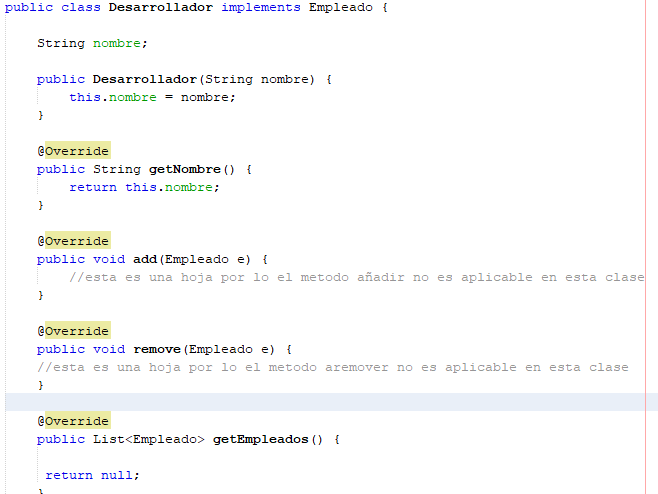 public class Desarrollador implements Empleado {
String nombre;
public Desarrollador(String nombre) {
this.nombre = nombre;
}
@Override
public String getNombre() {
return this.nombre;
}
@Override
public void add(Empleado e) {
//esta es una hoja por lo el metodo añadir no es aplicable en esta clase
}
@Override
public void remove(Empleado e) {
//esta es una hoja por lo el metodo aremover no es aplicable en esta clase
}
@Override
public List<Empleado> getEmpleados() {
return null;
}